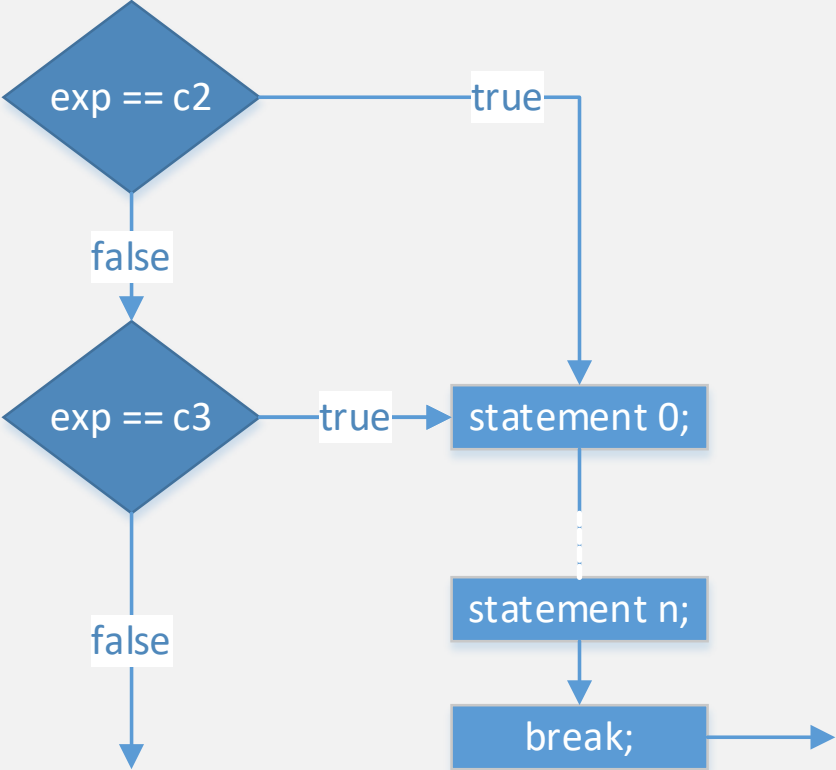 exp == c2
true
false
exp == c3
true
statement 0;
false
statement n;
break;